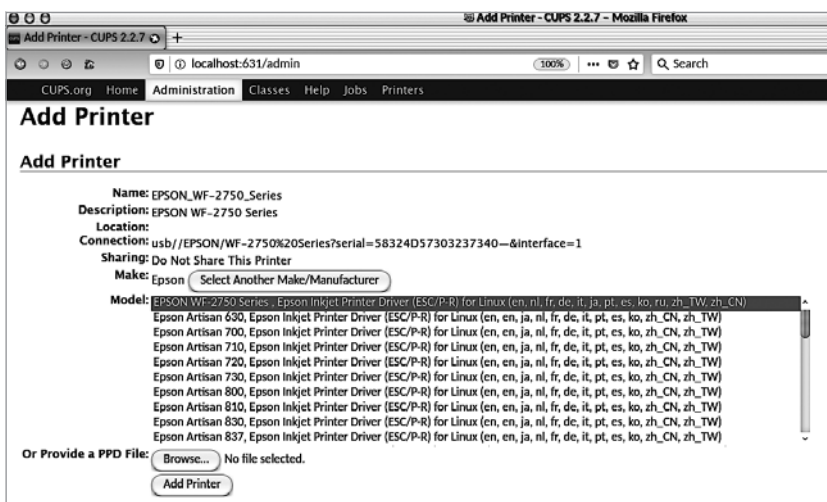 Add Printer - CUPS 2.2.7 - Mozilla Firefox
Add Printer - CUPS 2.2.7 +
localhost:631/admin 100% ... Search
CUPS.org Home Administration Classes Help Jobs Printers
Add Printer
Add Printer
Name: EPSON_WF-2750_Series
Description: EPSON WF-2750 Series
Location:
Connection: usb//EPSON/WF-2750%20Series?serial=58324D57303237340—&interface=1
Sharing: Do Not Share This Printer
Make: Epson Select Another Make/Manufacturer
Model: EPSON WF-2750 Series , Epson Inkjet Printer Driver (ESC/P-R) for Linux (en, nl, fr, de, it, ja, pt, es, ko, ru, zh_TW, zh_CN)
Epson Artisan 630, Epson Inkjet Printer Driver (ESC/P-R) for Linux (en, en, ja, nl, fr, de, it, pt, es, ko, zh_CN, zh_TW)
Epson Artisan 700, Epson Inkjet Printer Driver (ESC/P-R) for Linux (en, en, ja, nl, fr, de, it, pt, es, ko, zh_CN, zh_TW)
Epson Artisan 710, Epson Inkjet Printer Driver (ESC/P-R) for Linux (en, en, ja, nl, fr, de, it, pt, es, ko, zh_CN, zh_TW)
Epson Artisan 720, Epson Inkjet Printer Driver (ESC/P-R) for Linux (en, en, ja, nl, fr, de, it, pt, es, ko, zh_CN, zh_TW)
Epson Artisan 730, Epson Inkjet Printer Driver (ESC/P-R) for Linux (en, en, ja, nl, fr, de, it, pt, es, ko, zh_CN, zh_TW)
Epson Artisan 800, Epson Inkjet Printer Driver (ESC/P-R) for Linux (en, en, ja, nl, fr, de, it, pt, es, ko, zh_CN, zh_TW)
Epson Artisan 810, Epson Inkjet Printer Driver (ESC/P-R) for Linux (en, en, ja, nl, fr, de, it, pt, es, ko, zh_CN, zh_TW)
Epson Artisan 830, Epson Inkjet Printer Driver (ESC/P-R) for Linux (en, en, ja, nl, fr, de, it, pt, es, ko, zh_CN, zh_TW)
Epson Artisan 837, Epson Inkjet Printer Driver (ESC/P-R) for Linux (en, en, ja, nl, fr, de, it, pt, es, ko, zh_CN, zh_TW)
Or Provide a PPD File: Browse... No file selected.
Add Printer